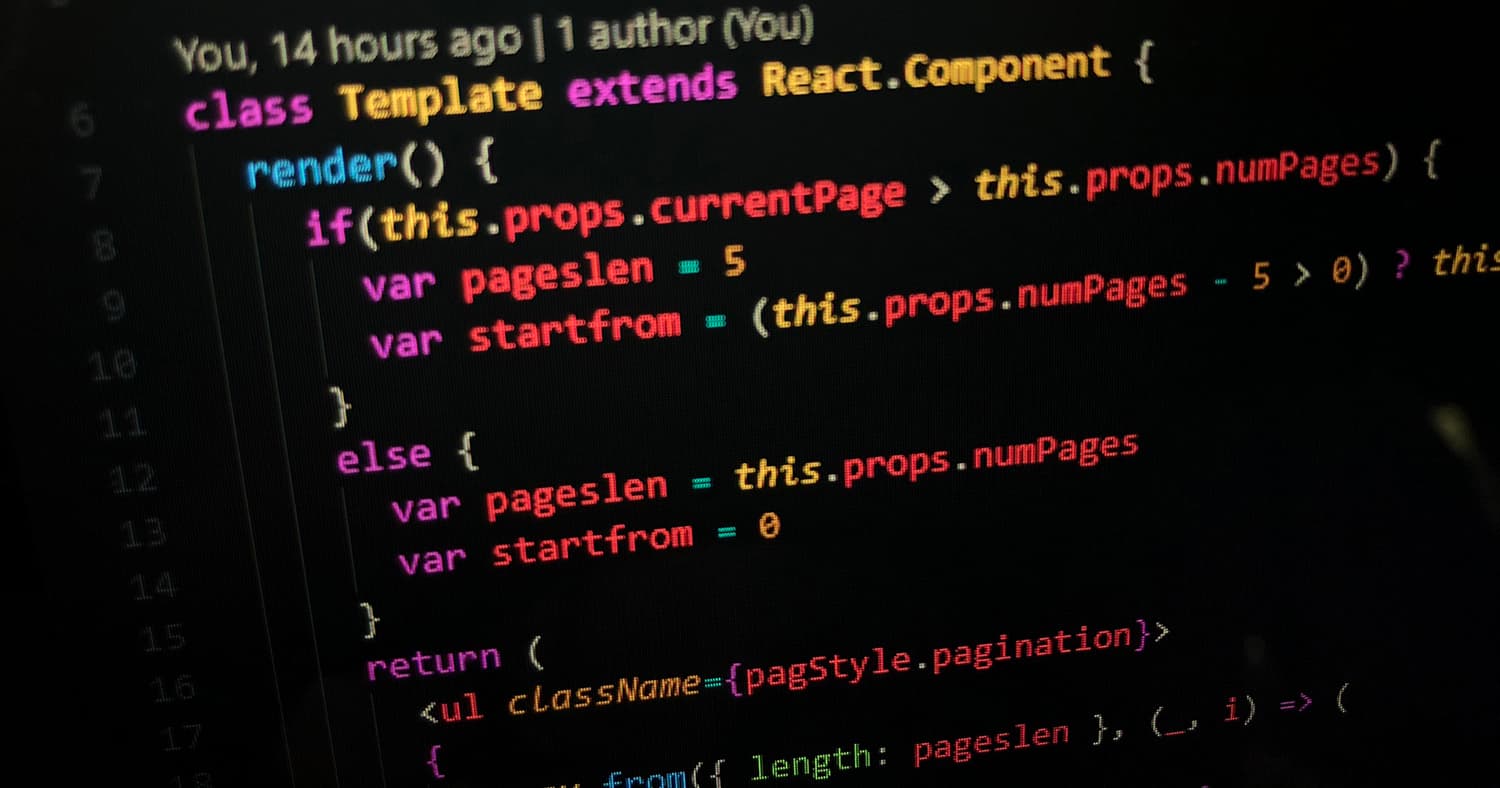 You, 14 hours ago | 1 author (You)
6 class Template extends React.Component {
7 render() {
8 if(this.props.currentPage > this.props.numPages) {
9 var pageslen = 5
10 var startfrom = (this.props.numPages - 5 > 0) ? this
11 }
12 else {
13 var pageslen = this.props.numPages
14 var startfrom = 0
15 }
16 return (
17 <ul className={pagStyle.pagination}>
18 {
from({ length: pageslen }, (_, i) => (